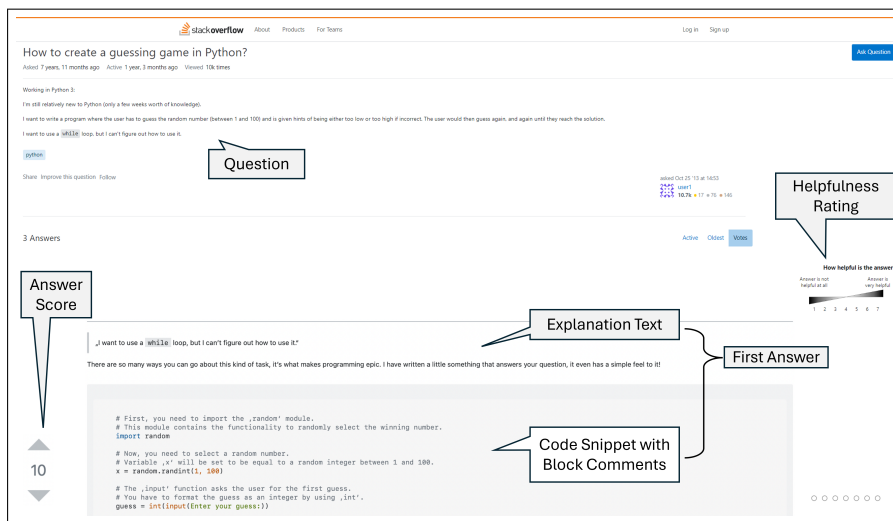 stackoverflow About Products For Teams Log in Sign up
How to create a guessing game in Python?
Ask Question
Asked 7 years, 11 months ago Active 1 year, 3 months ago Viewed 10k times
Working in Python 3:
I'm still relatively new to Python (only a few weeks worth of knowledge).
I want to write a program where the user has to guess the random number (between 1 and 100) and is given hints of being either too low or too high if incorrect. The user would then guess again, and again until they reach the solution.
I want to use a while loop, but I can't figure out how to use it.
python
Question
Share Improve this question Follow
asked Oct 25 '13 at 14:53
user1
10.7k 17 76 146
Helpfulness
Rating
3 Answers
Active Oldest Votes
How helpful is the answer
Answer is not
helpful at all
Answer is
very helpful
1 2 3 4 5 6 7
Answer
Score
Explanation Text
First Answer
„I want to use a while loop, but I can't figure out how to use it."
There are so many ways you can go about this kind of task, it's what makes programming epic. I have written a little something that answers your question, it even has a simple feel to it!
# First, you need to import the ‚random' module.
# This module contains the functionality to randomly select the winning number.
import random
Code Snippet with
Block Comments
# Now, you need to select a random number.
# Variable ‚x' will be set to be equal to a random integer between 1 and 100.
x = random.randint(1, 100)
10
# The ‚input' function asks the user for the first guess.
# You have to format the guess as an integer by using ‚int'.
guess = int(input(Enter your guess:))